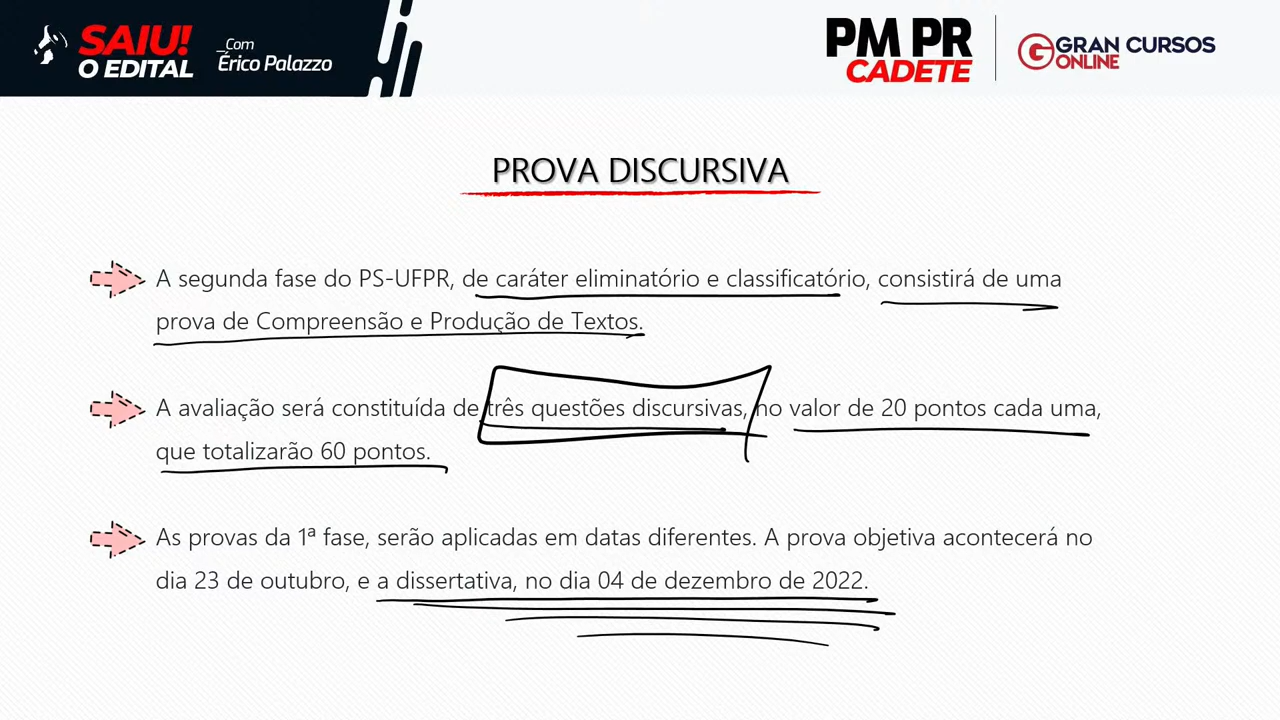 SAIU!
O EDITAL
_Com
Érico Palazzo
PM PR
CADETE
GRAN CURSOS
ONLINE
PROVA DISCURSIVA
A segunda fase do PS-UFPR, de caráter eliminatório e classificatório, consistirá de uma
prova de Compreensão e Produção de Textos.
A avaliação será constituída de três questões discursivas, no valor de 20 pontos cada uma,
que totalizarão 60 pontos.
As provas da 1ª fase, serão aplicadas em datas diferentes. A prova objetiva acontecerá no
dia 23 de outubro, e a dissertativa, no dia 04 de dezembro de 2022.